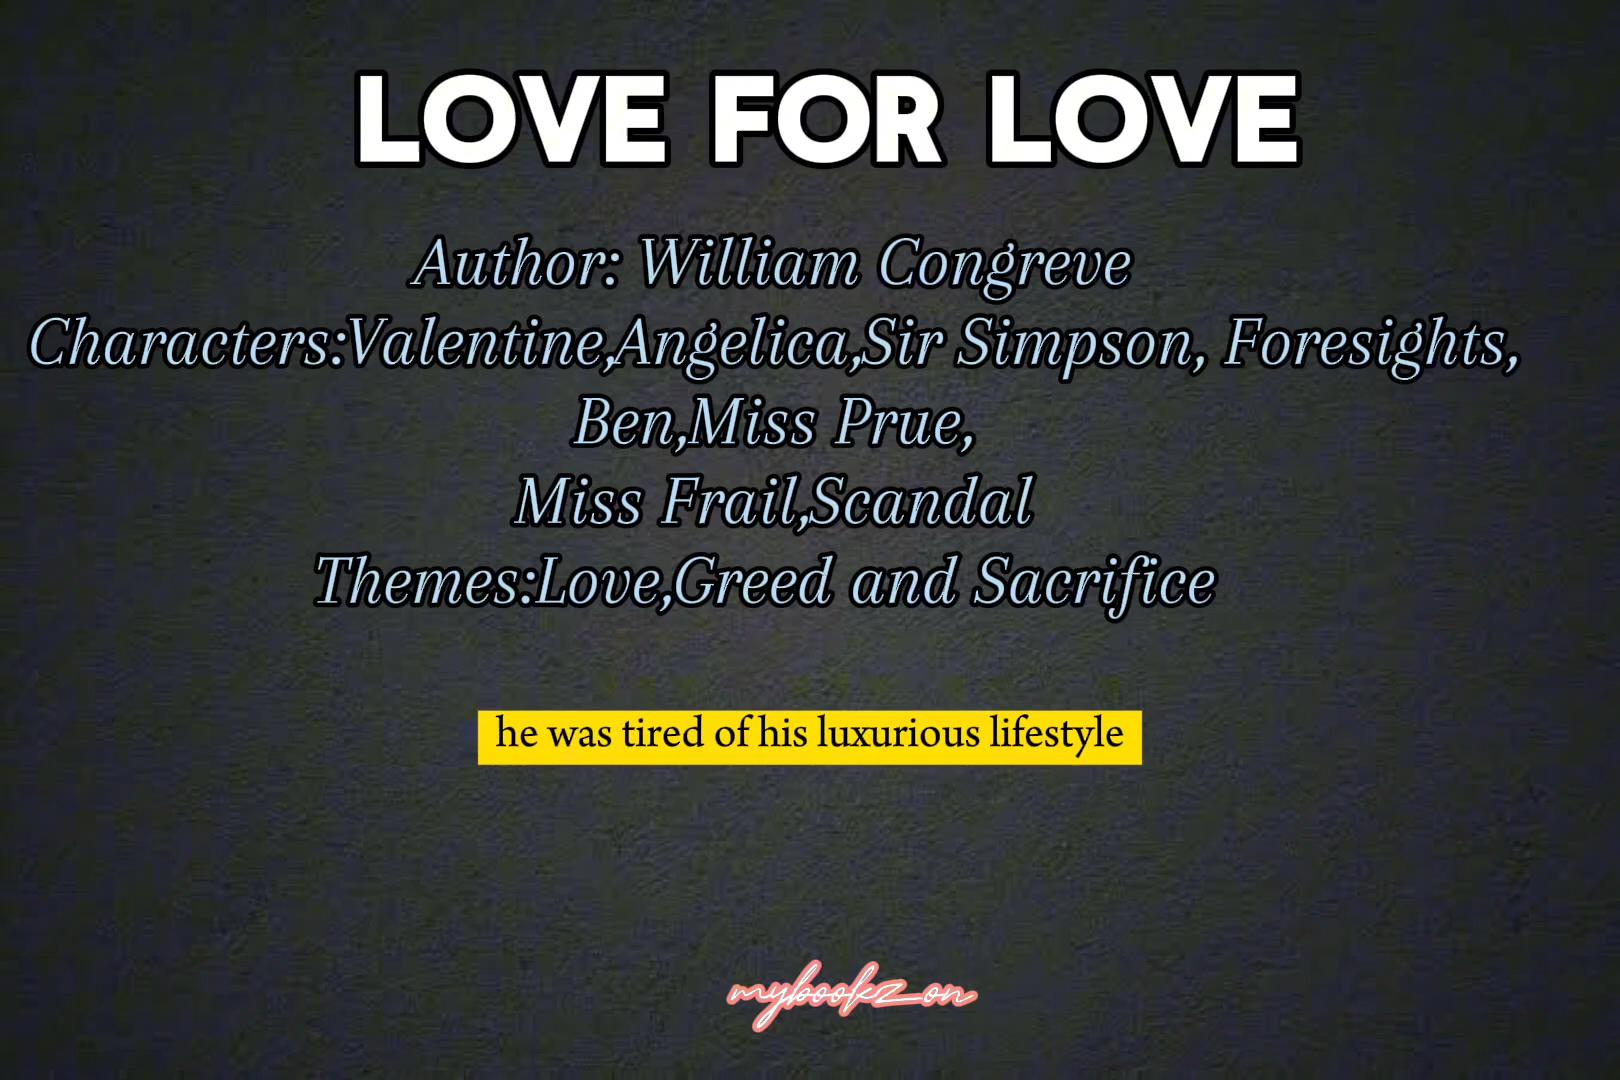 LOVE FOR LOVE
Author: William Congreve
Characters:Valentine,Angelica,Sir Simpson, Foresights,
Ben,Miss Prue,
Miss Frail,Scandal
Themes:Love,Greed and Sacrifice
he was tired of his luxurious lifestyle
mybookz_on